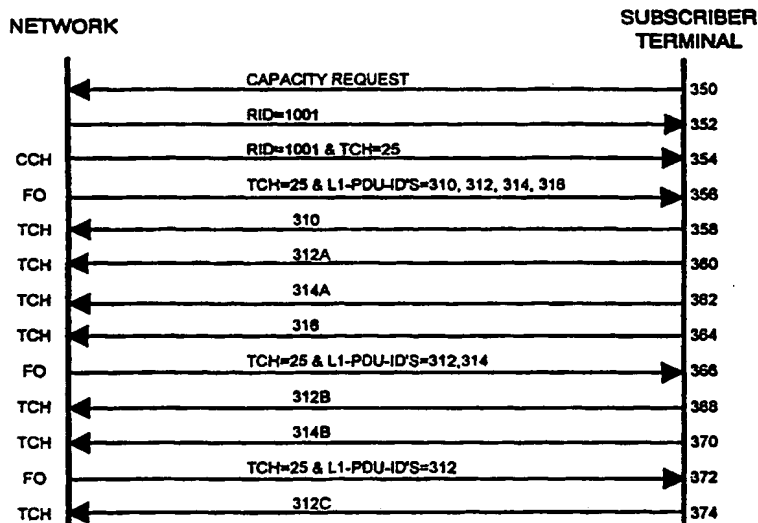 NETWORK
SUBSCRIBER
TERMINAL
CAPACITY REQUEST
350
RID=1001
352
CCH
RID=1001 & TCH=25
354
FO
TCH=25 & L1-PDU-ID'S=310, 312, 314, 316
356
TCH
310
358
TCH
312A
360
TCH
314A
362
TCH
316
364
FO
TCH=25 & L1-PDU-ID'S=312,314
366
TCH
312B
368
TCH
314B
370
FO
TCH=25 & L1-PDU-ID'S=312
372
TCH
312C
374